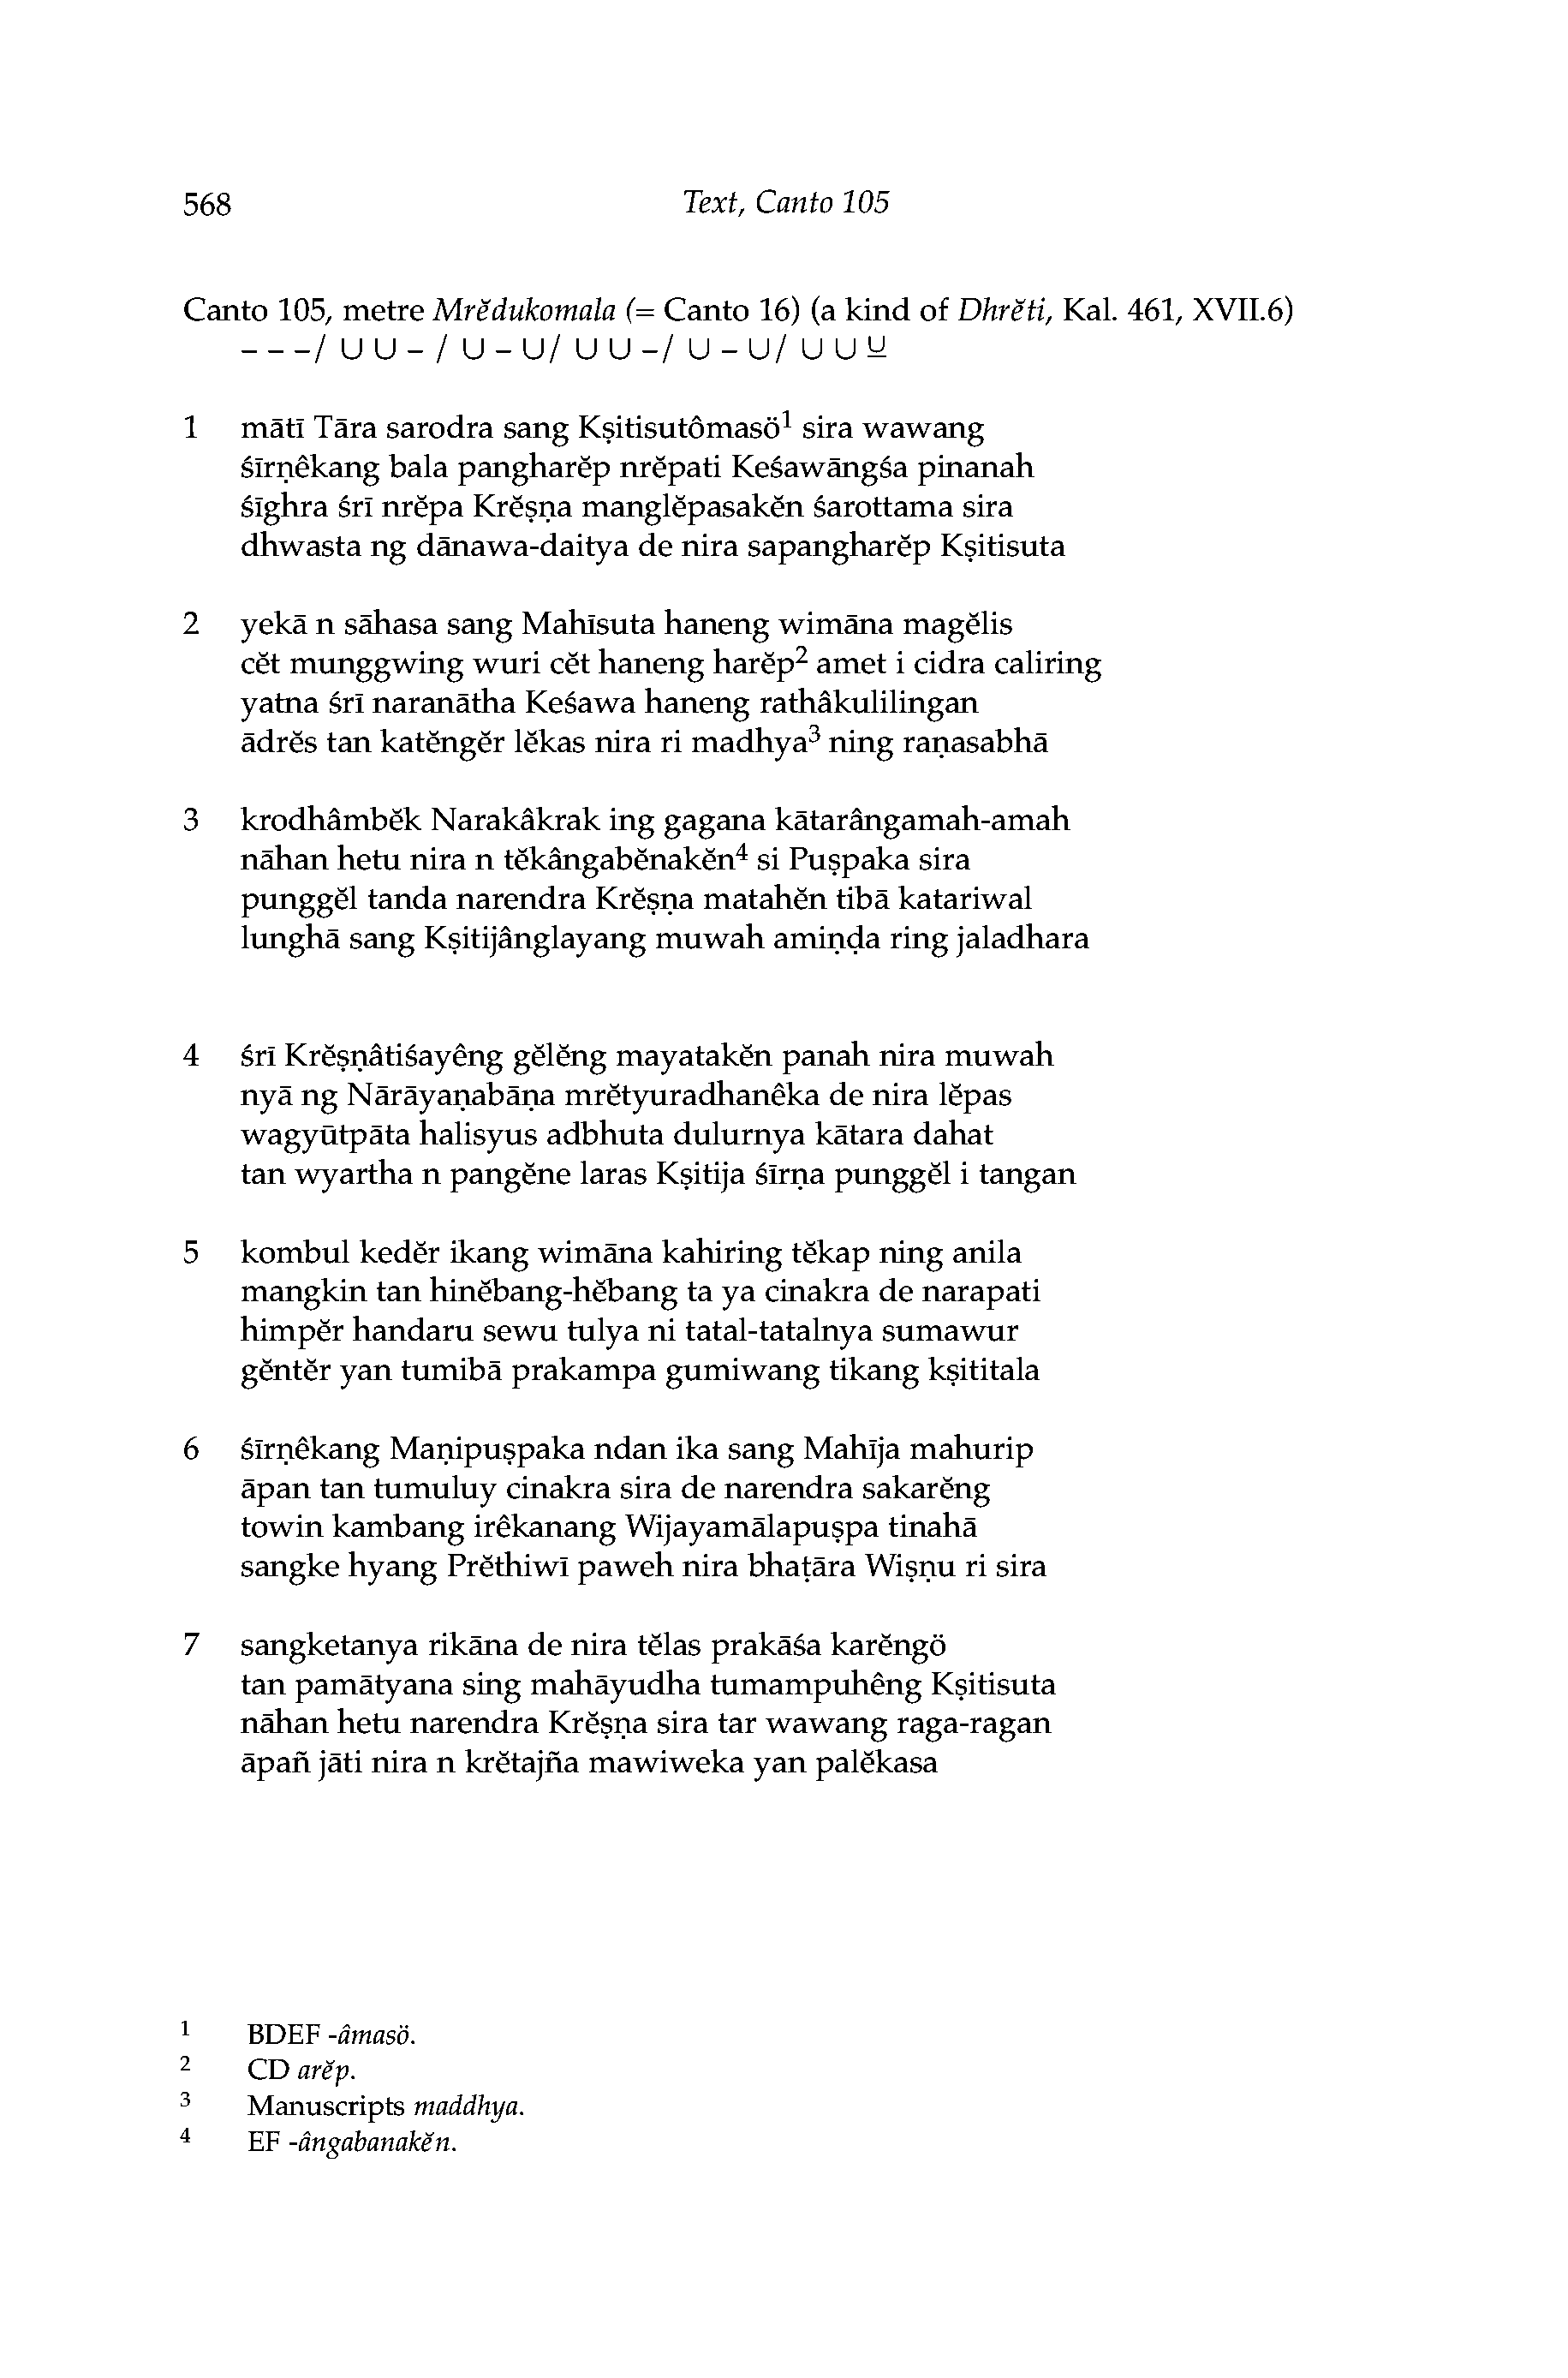 568 Text, Canto 105
Canto 105, metre Mrĕdukomala (= Canto 16) (a kind of Dhrĕti, Kal. 461, XVII.6)
– – –/ ∪ ∪ – / ∪ – ∪/ ∪ ∪ –/ ∪ – ∪/ ∪ ∪ ∪̲
1 mātī Tāra sarodra sang Kṣitisutômasö¹ sira wawang
śīrṇêkang bala pangharĕp nrĕpati Keśawāngśa pinanah
śīghra śrī nrĕpa Krĕṣṇa manglĕpasakĕn śarottama sira
dhwasta ng dānawa-daitya de nira sapangharĕp Kṣitisuta
2 yekā n sāhasa sang Mahīsuta haneng wimāna magĕlis
cĕt munggwing wuri cĕt haneng harĕp² amet i cidra caliring
yatna śrī naranātha Keśawa haneng rathâkulilingan
ādrĕs tan katĕngĕr lĕkas nira ri madhya³ ning raṇasabhā
3 krodhâmbĕk Narakâkrak ing gagana kātarângamah-amah
nāhan hetu nira n tĕkângabĕnakĕn⁴ si Puṣpaka sira
punggĕl tanda narendra Krĕṣṇa matahĕn tibā katariwal
lunghā sang Kṣitijânglayang muwah amiṇḍa ring jaladhara
4 śrī Krĕṣṇâtiśayêng gĕlĕng mayatakĕn panah nira muwah
nyā ng Nārāyaṇabāṇa mrĕtyuradhanêka de nira lĕpas
wagyūtpāta halisyus adbhuta dulurnya kātara dahat
tan wyartha n pangĕne laras Kṣitija śīrṇa punggĕl i tangan
5 kombul kedĕr ikang wimāna kahiring tĕkap ning anila
mangkin tan hinĕbang-hĕbang ta ya cinakra de narapati
himpĕr handaru sewu tulya ni tatal-tatalnya sumawur
gĕntĕr yan tumibā prakampa gumiwang tikang kṣititala
6 śīrṇêkang Maṇipuṣpaka ndan ika sang Mahīja mahurip
āpan tan tumuluy cinakra sira de narendra sakarĕng
towin kambang irêkanang Wijayamālapuṣpa tinahā
sangke hyang Prĕthiwī paweh nira bhaṭāra Wiṣṇu ri sira
7 sangketanya rikāna de nira tĕlas prakāśa karĕngö
tan pamātyana sing mahāyudha tumampuhêng Kṣitisuta
nāhan hetu narendra Krĕṣṇa sira tar wawang raga-ragan
āpañ jāti nira n krĕtajña mawiweka yan palĕkasa
¹ BDEF -âmasö.
² CD arĕp.
³ Manuscripts maddhya.
⁴ EF -ângabanakĕn.